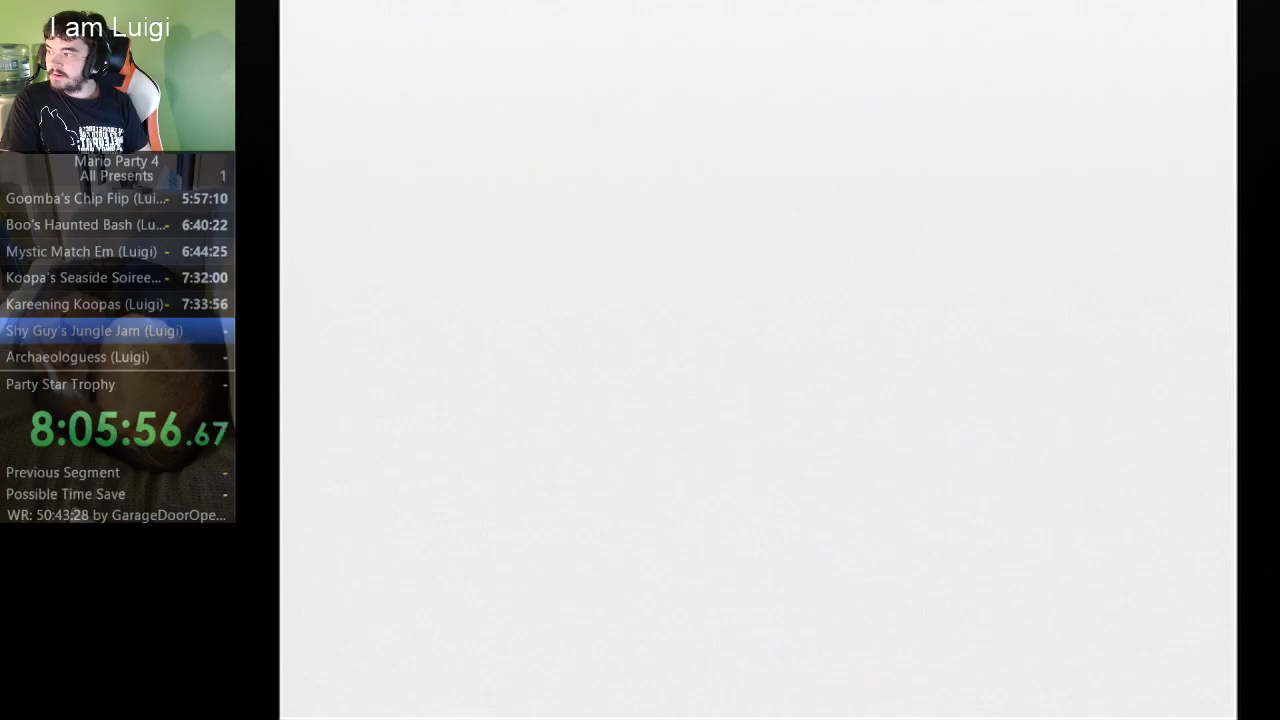 I am Luigi
Mario Party 4
All Presents 1
Goomba's Chip Flip (Lui... - 5:57:10
Boo's Haunted Bash (Lu... - 6:40:22
Mystic Match Em (Luigi) - 6:44:25
Koopa's Seaside Soiree... - 7:32:00
Kareening Koopas (Luigi) - 7:33:56
Shy Guy's Jungle Jam (Luigi) -
Archaeologuess (Luigi) -
Party Star Trophy -
8:05:56.67
Previous Segment -
Possible Time Save -
WR: 50:43:28 by GarageDoorOpe...